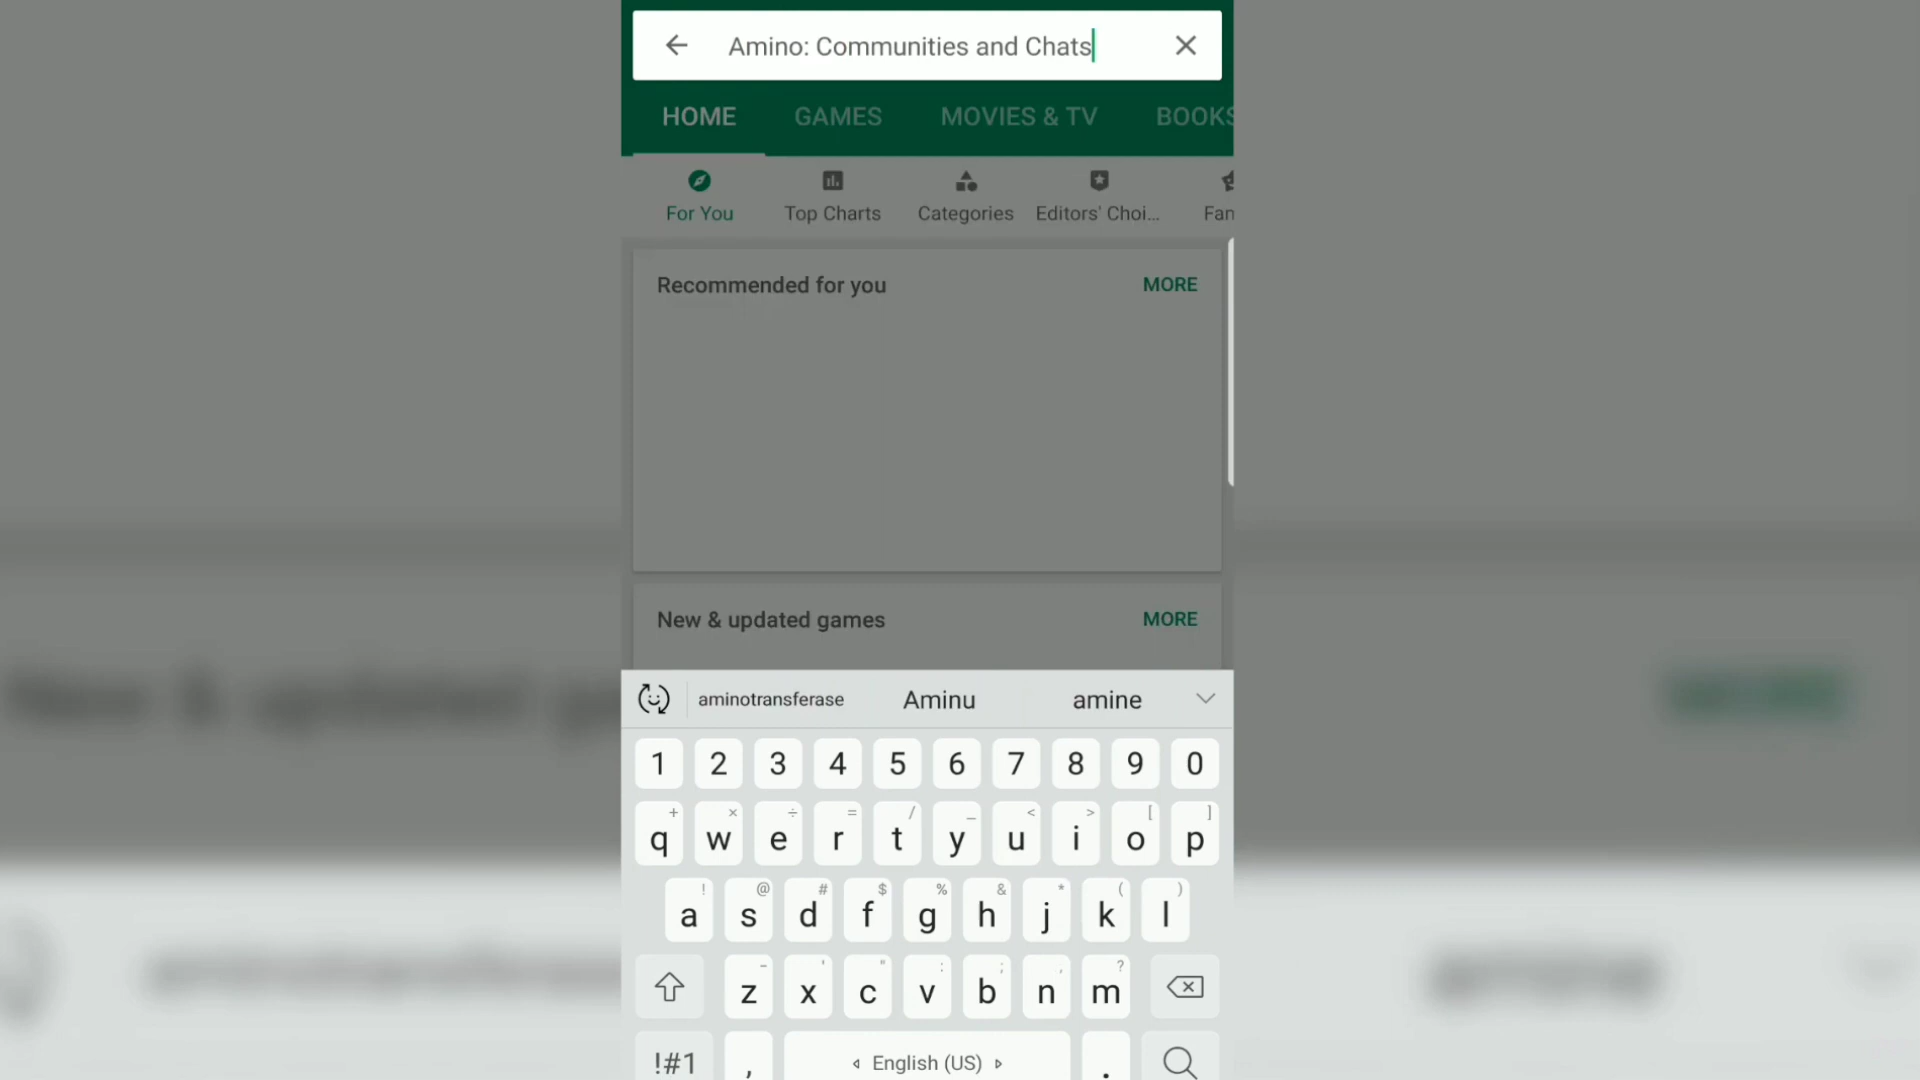 Amino: Communities and Chats
HOME GAMES MOVIES & TV BOOKS
For You Top Charts Categories Editors' Choi... Fan
Recommended for you MORE
New & updated games MORE
aminotransferase Aminu amine
1 2 3 4 5 6 7 8 9 0
+ × ÷ = / _ < > [ ]
q w e r t y u i o p
! @ # $ % & * ( )
a s d f g h j k l
- ' " : ; , ?
z x c v b n m
!#1 , English (US) .